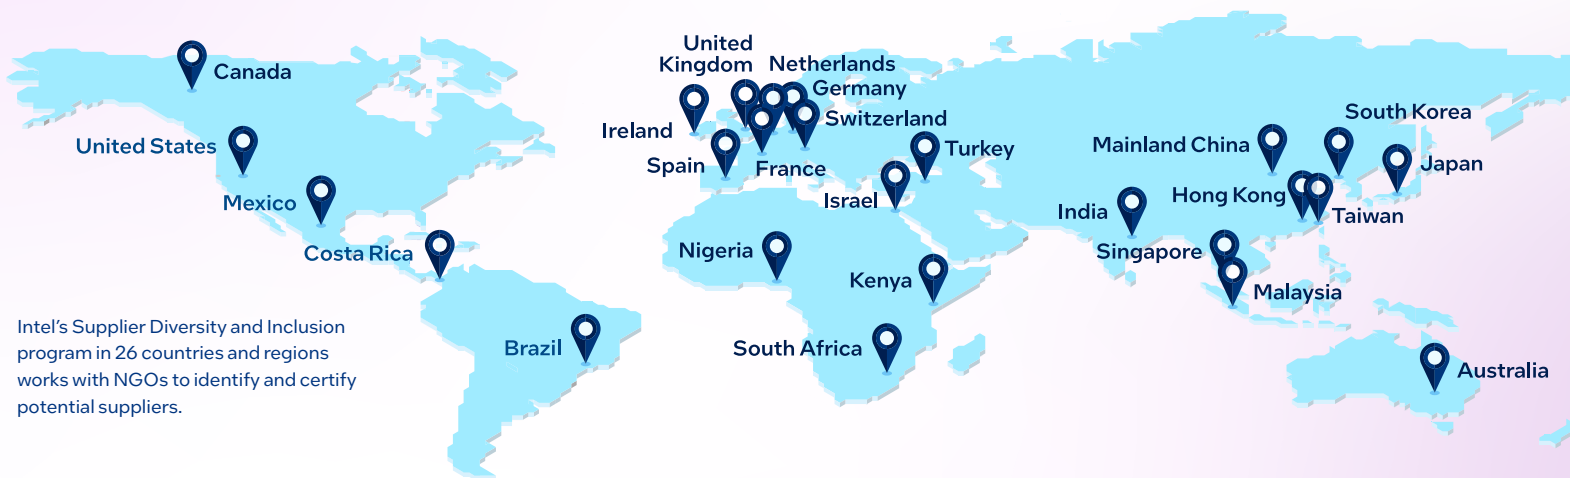 Canada
United States
Mexico
Costa Rica
Brazil
Intel’s Supplier Diversity and Inclusion
program in 26 countries and regions
works with NGOs to identify and certify
potential suppliers.
United
Kingdom
Netherlands
Germany
Ireland
Switzerland
Spain
France
Turkey
Israel
Nigeria
Kenya
South Africa
South Korea
Mainland China
Japan
Hong Kong
India
Taiwan
Singapore
Malaysia
Australia